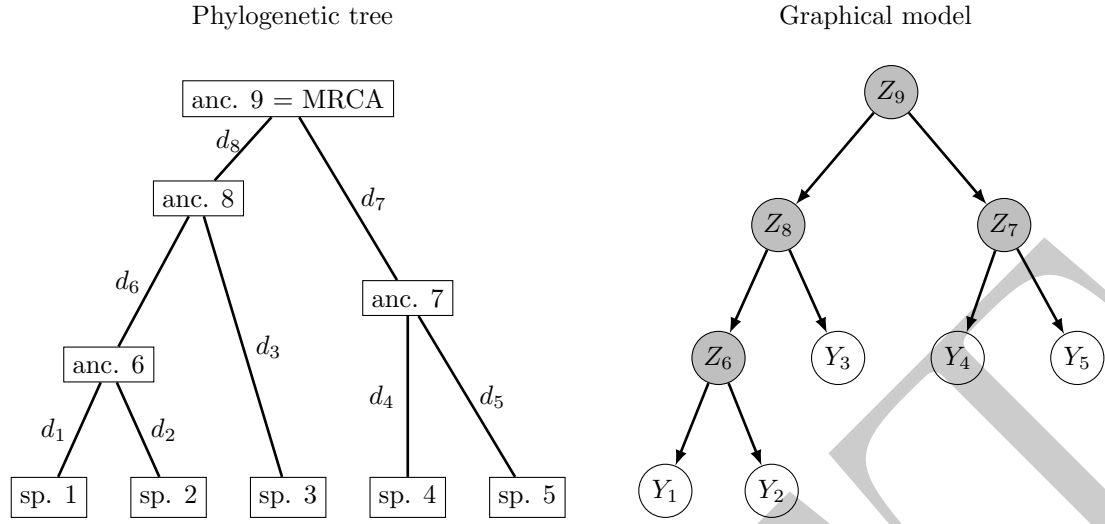 Phylogenetic tree
Graphical model
anc. 9 = MRCA
Z₉
d₈
anc. 8
d₇
Z₈
Z₇
d₆
anc. 7
d₃
anc. 6
Z₆
Y₃
Y₄
Y₅
d₁
d₂
d₄
d₅
sp. 1
sp. 2
sp. 3
sp. 4
sp. 5
Y₁
Y₂